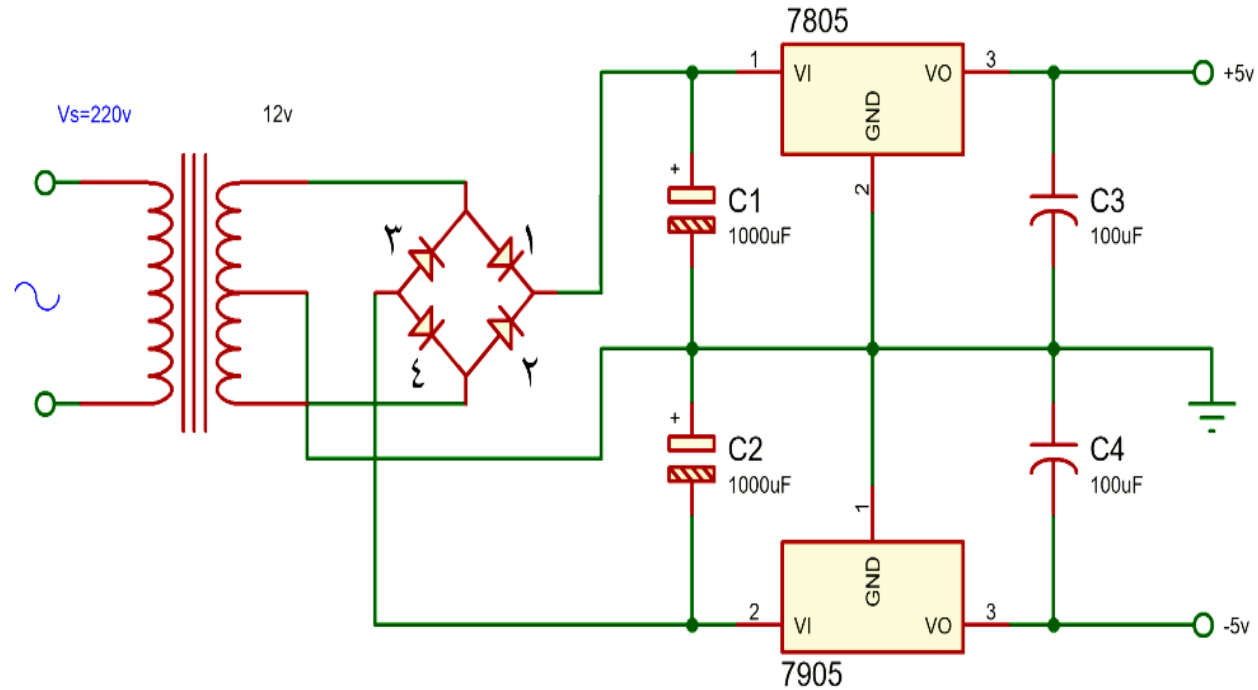 7805
Vs=220v
12v
1
VI
VO
3
+5v
GND
2
٣
١
+
C1
1000uF
C3
100uF
٤
٢
+
C2
1000uF
C4
100uF
1
GND
2
VI
VO
3
-5v
7905